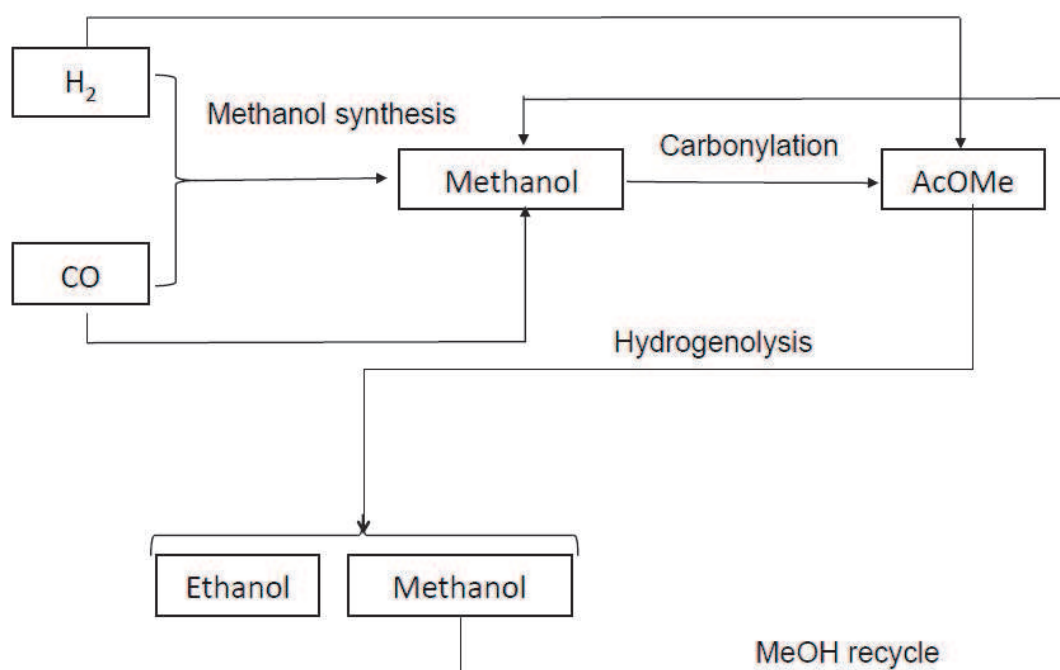 H₂
Methanol synthesis
Carbonylation
Methanol
AcOMe
CO
Hydrogenolysis
Ethanol
Methanol
MeOH recycle